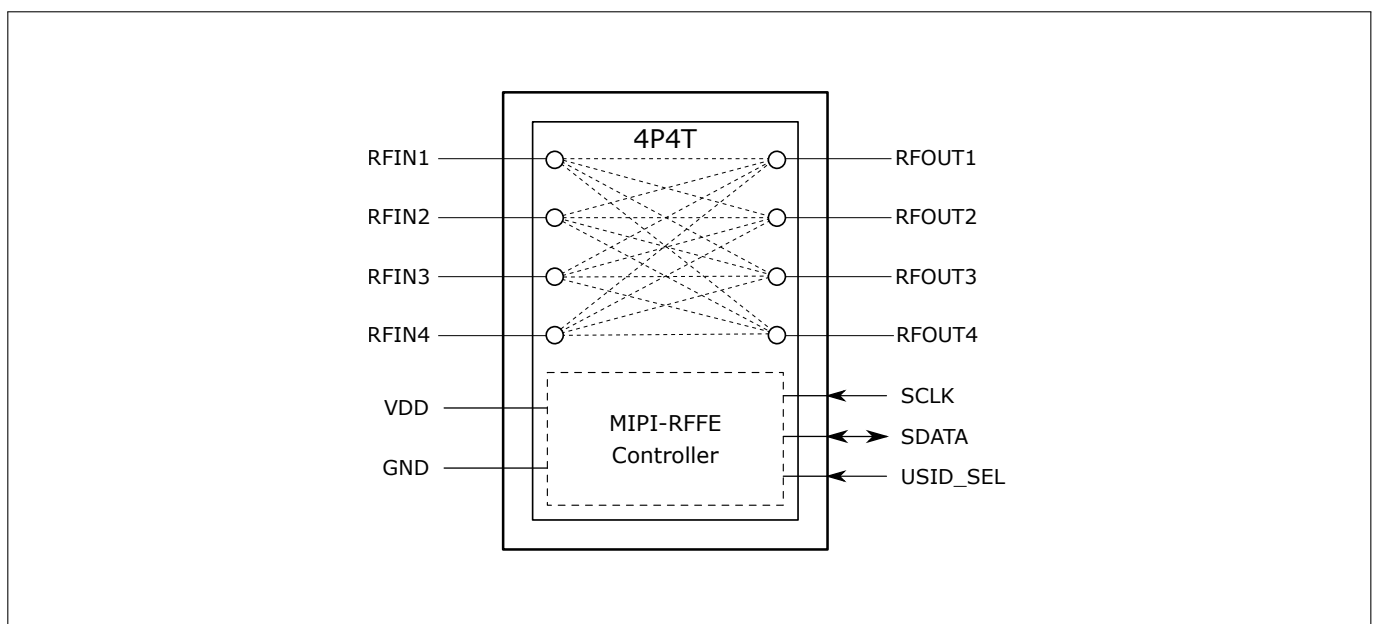 4P4T
RFIN1
RFOUT1
RFIN2
RFOUT2
RFIN3
RFOUT3
RFIN4
RFOUT4
VDD
GND
MIPI-RFFE
Controller
SCLK
SDATA
USID_SEL